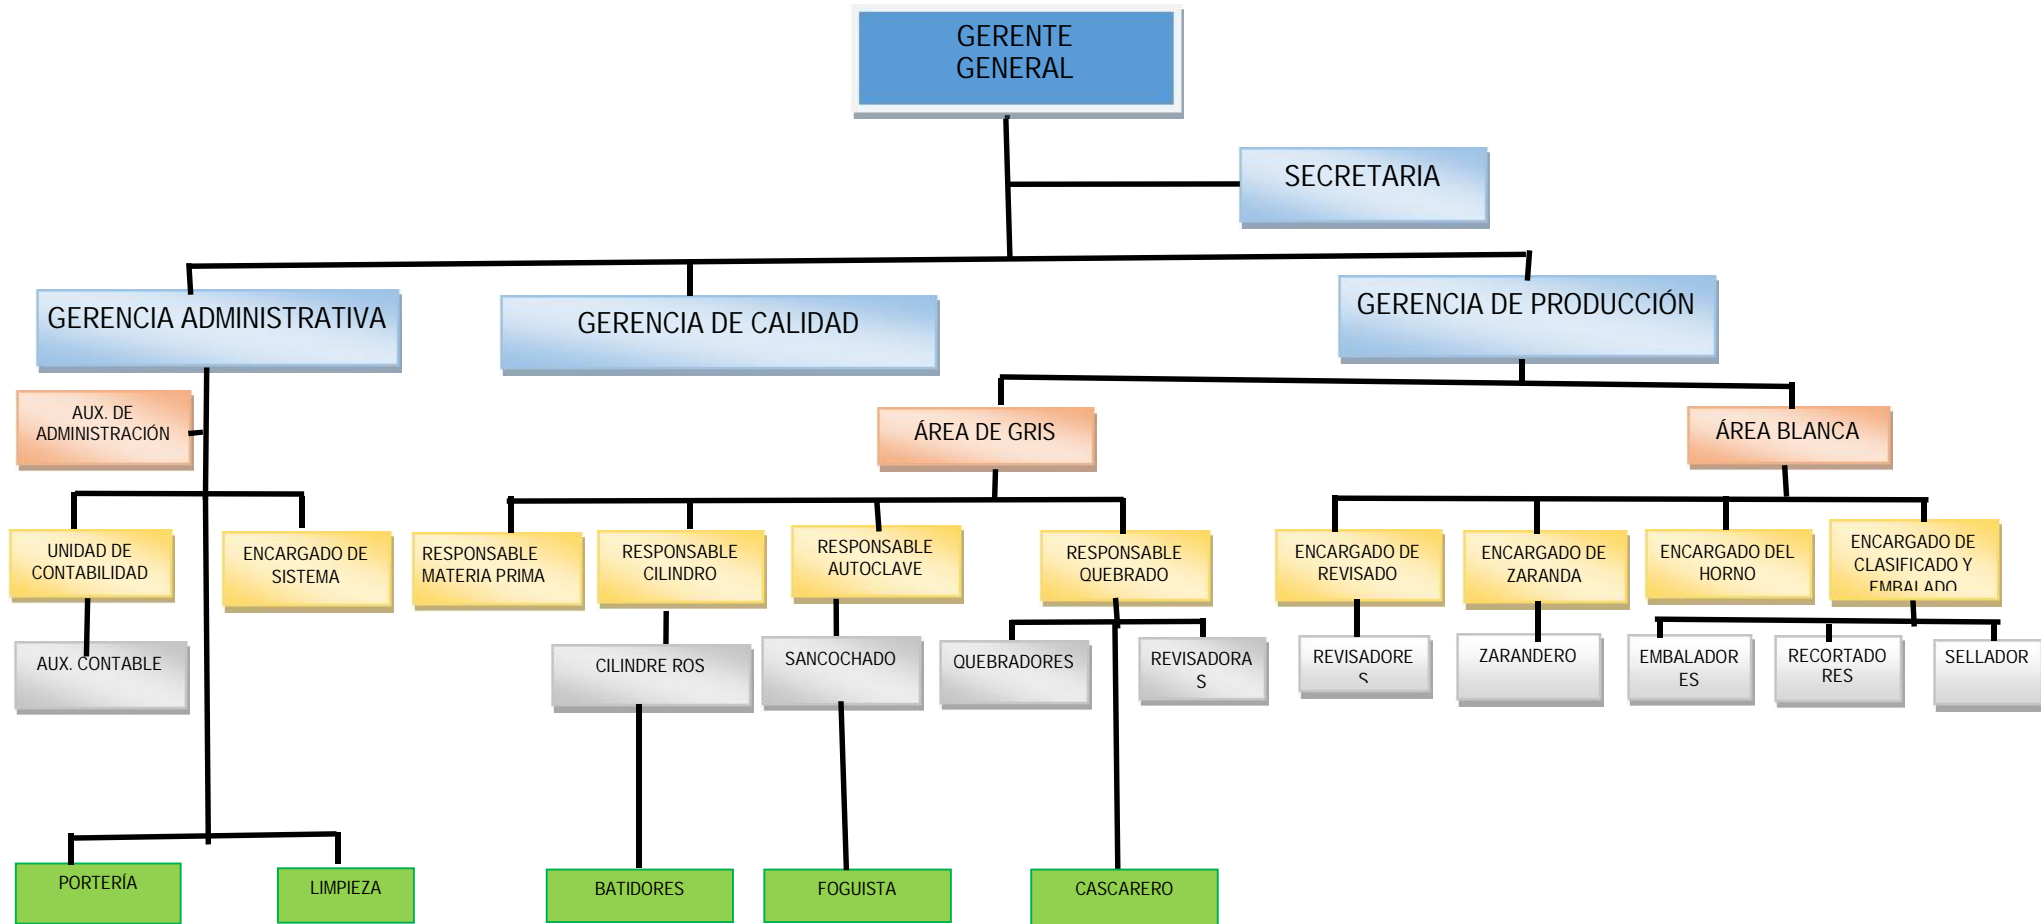 GERENTE
GENERAL
SECRETARIA
GERENCIA ADMINISTRATIVA
GERENCIA DE CALIDAD
GERENCIA DE PRODUCCIÓN
AUX. DE
ADMINISTRACIÓN
ÁREA DE GRIS
ÁREA BLANCA
UNIDAD DE
CONTABILIDAD
ENCARGADO DE
SISTEMA
RESPONSABLE
MATERIA PRIMA
RESPONSABLE
CILINDRO
RESPONSABLE
AUTOCLAVE
RESPONSABLE
QUEBRADO
ENCARGADO DE
REVISADO
ENCARGADO DE
ZARANDA
ENCARGADO DEL
HORNO
ENCARGADO DE
CLASIFICADO Y
EMBALADO
AUX. CONTABLE
CILINDRE ROS
SANCOCHADO
QUEBRADORES
REVISADORA
S
REVISADORE
S
ZARANDERO
EMBALADOR
ES
RECORTADO
RES
SELLADOR
PORTERÍA
LIMPIEZA
BATIDORES
FOGUISTA
CASCARERO